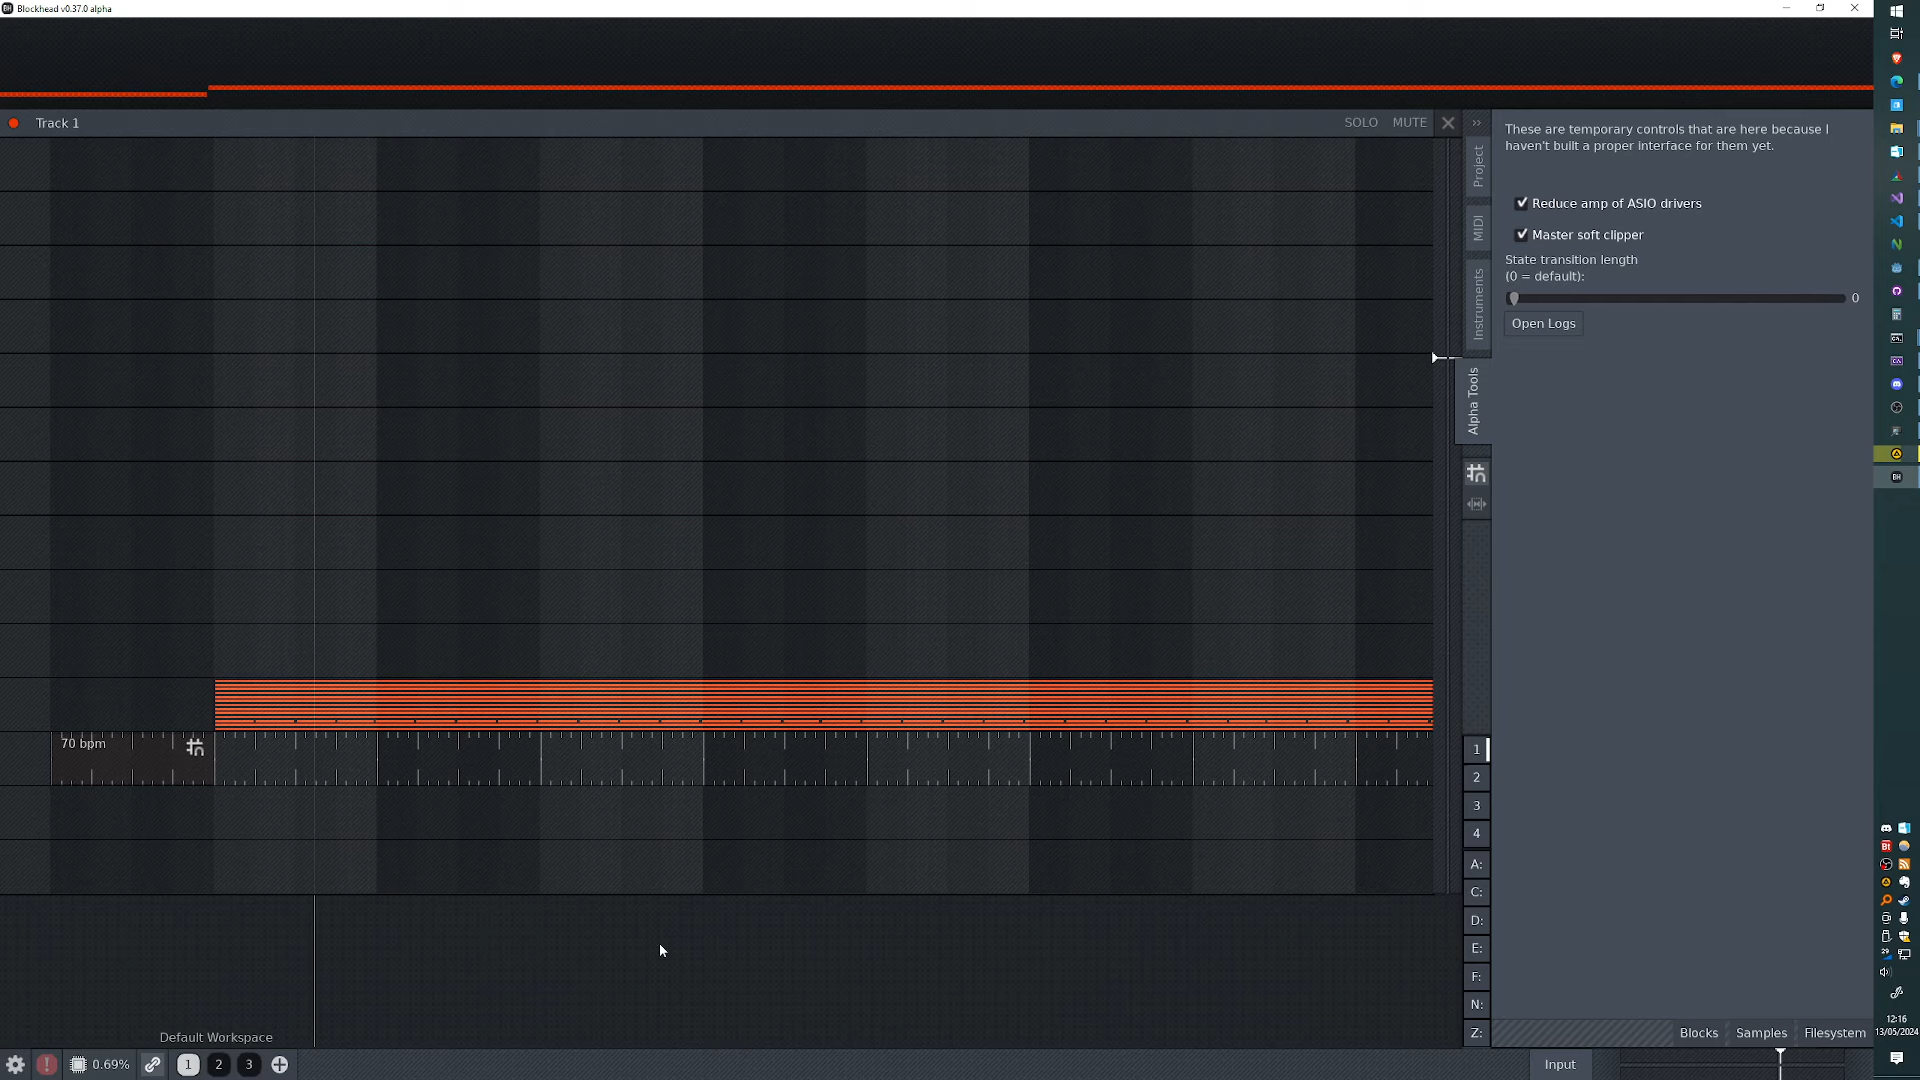 Blockhead v0.37.0 alpha
Track 1
SOLO
MUTE
These are temporary controls that are here because I
haven't built a proper interface for them yet.
Reduce amp of ASIO drivers
Master soft clipper
State transition length
(0 = default):
0
Open Logs
Project
MIDI
Instruments
Alpha Tools
70 bpm
1
2
3
4
A:
C:
D:
E:
F:
N:
Z:
Default Workspace
Blocks
Samples
Filesystem
0.69%
1
2
3
Input
BH
29
12:16
13/05/2024